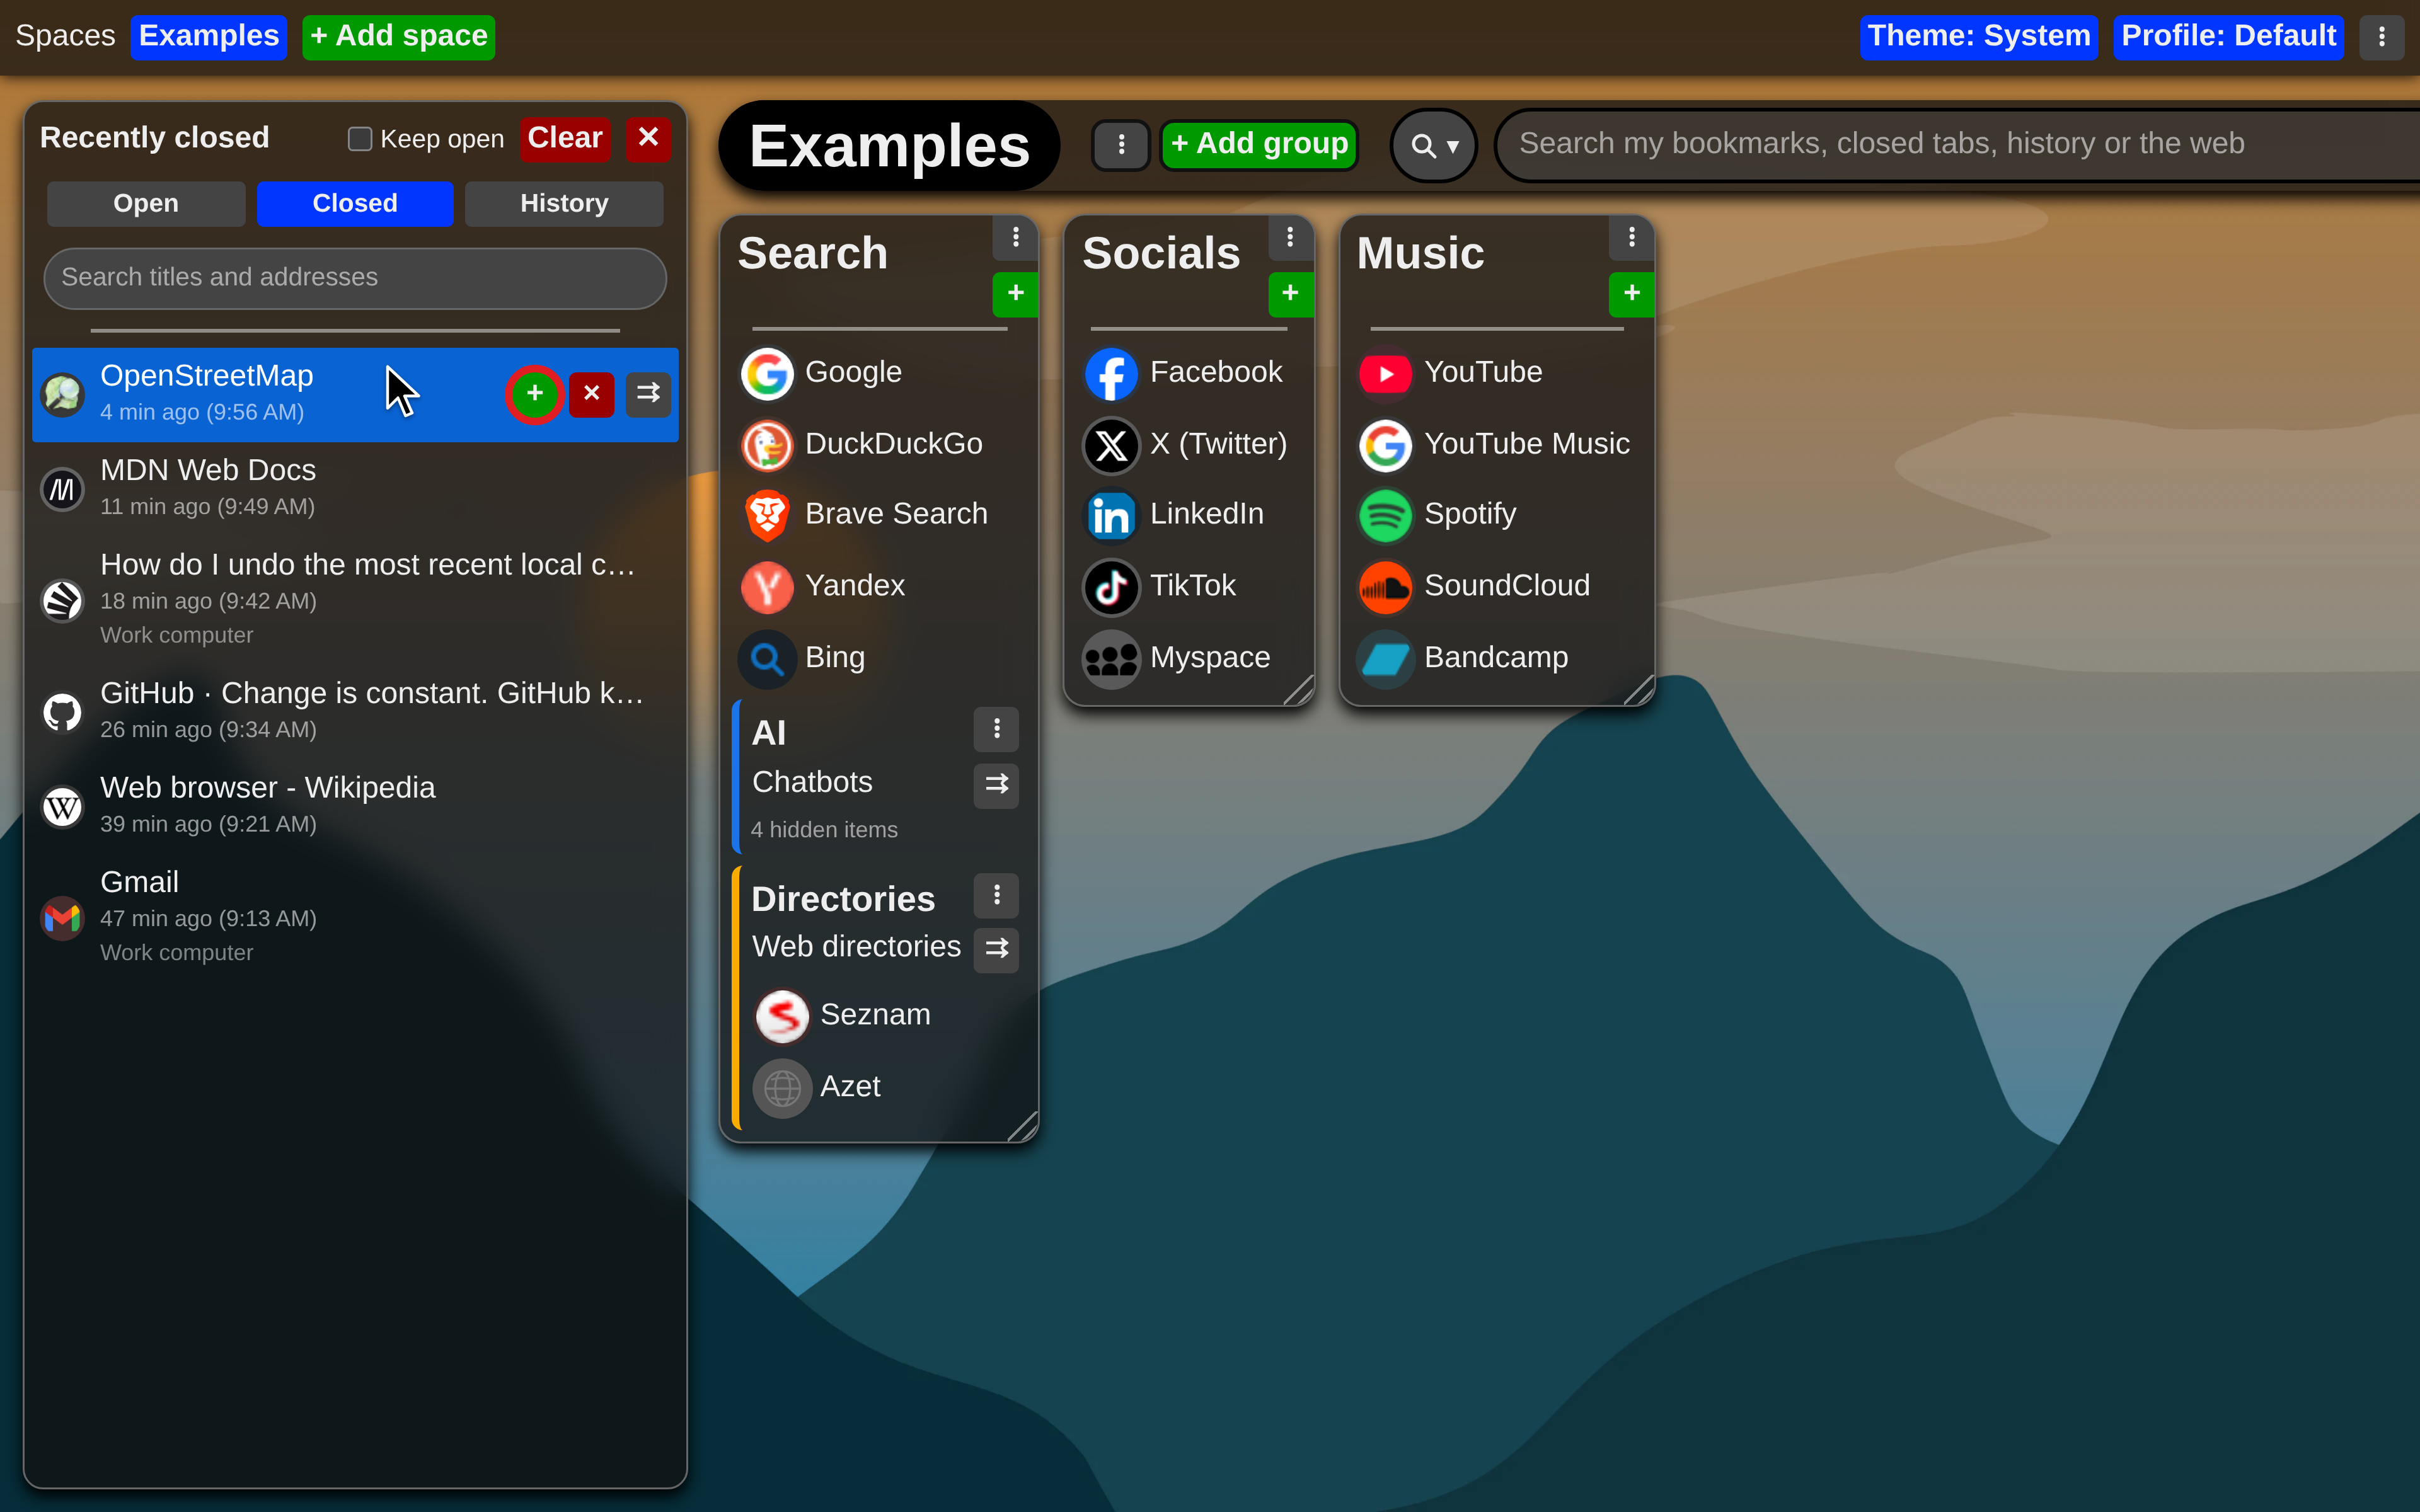 Spaces Examples + Add space Theme: System Profile: Default
Recently closed Keep open Clear ✕
Open Closed History
Search titles and addresses
OpenStreetMap
4 min ago (9:56 AM)
MDN Web Docs
11 min ago (9:49 AM)
How do I undo the most recent local c…
18 min ago (9:42 AM)
Work computer
GitHub · Change is constant. GitHub k…
26 min ago (9:34 AM)
Web browser - Wikipedia
39 min ago (9:21 AM)
Gmail
47 min ago (9:13 AM)
Work computer
Examples + Add group Search my bookmarks, closed tabs, history or the web
Search
Google
DuckDuckGo
Brave Search
Yandex
Bing
AI
Chatbots
4 hidden items
Directories
Web directories
Seznam
Azet
Socials
Facebook
X (Twitter)
LinkedIn
TikTok
Myspace
Music
YouTube
YouTube Music
Spotify
SoundCloud
Bandcamp